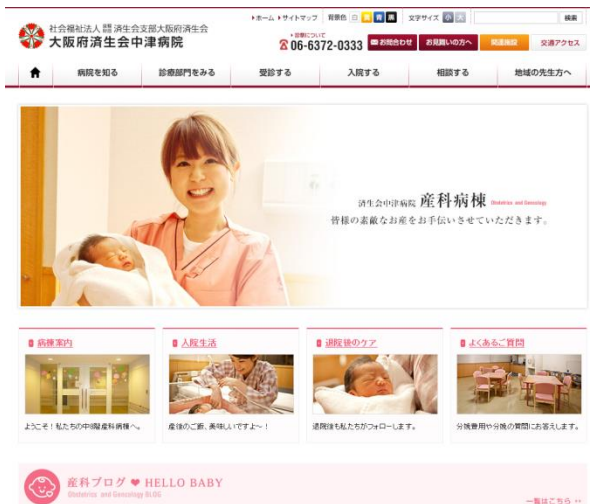 社会福祉法人 恩賜財団 済生会支部大阪府済生会
大阪府済生会中津病院
ホーム サイトマップ 背景色 白 黄 青 黒 文字サイズ 小 大 検索
診療について
06-6372-0333 お問合わせ お見舞いの方へ 関連施設 交通アクセス
病院を知る 診療部門をみる 受診する 入院する 相談する 地域の先生方へ
済生会中津病院 産科病棟 Obstetrics and Gynecology
皆様の素敵なお産をお手伝いさせていただきます。
病棟案内 入院生活 退院後のケア よくあるご質問
ようこそ！私たちの中8階産科病棟へ。 産後のご飯、美味しいですよ～！ 退院後も私たちがフォローします。 分娩費用や分娩の質問にお答えします。
産科ブログ ♥ HELLO BABY
Obstetrics and Gynecology BLOG
一覧はこちら